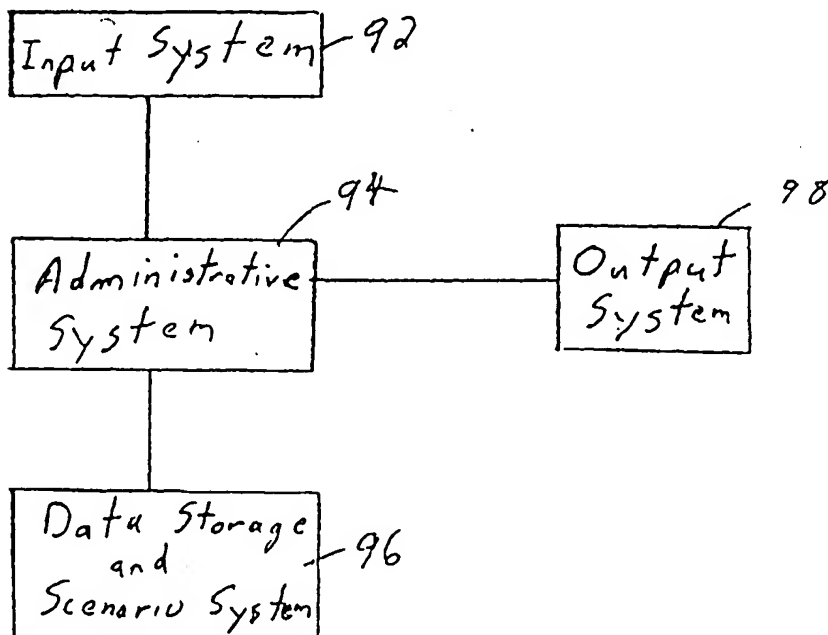 Input System 92
94
98
Administrative
System
Output
System
Data Storage
and
Scenario System
96